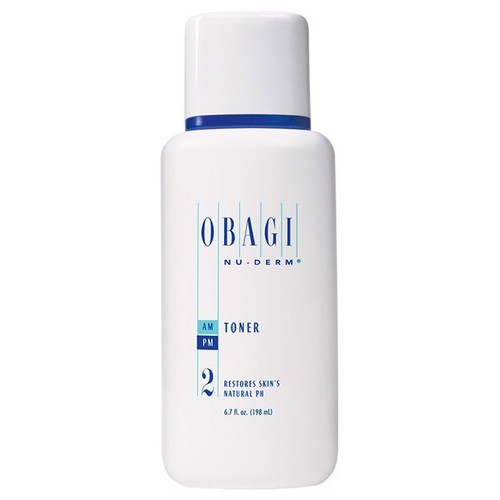 OBAGI
NU-DERM®
AM TONER
PM
2 RESTORES SKIN'S
NATURAL PH
6.7 fl. oz. (198 mL)